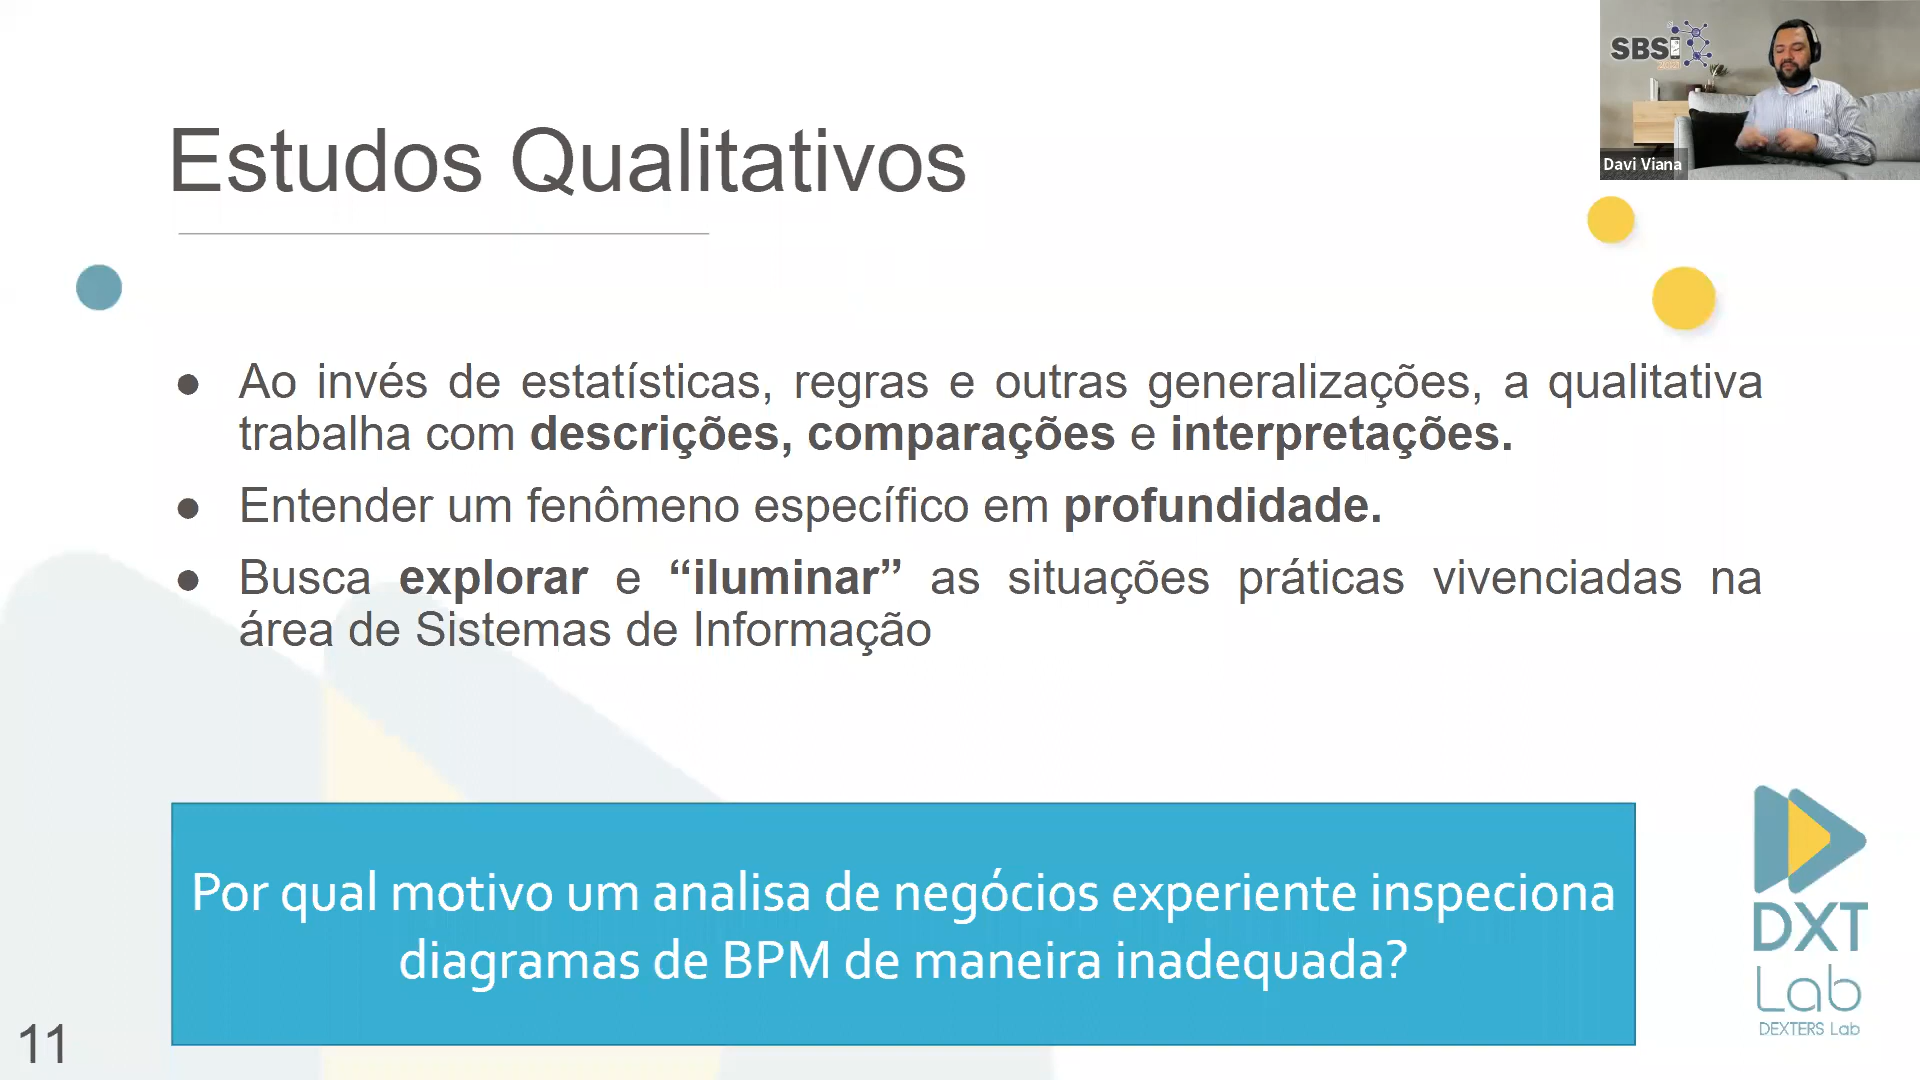 SBSI
Davi Viana
Estudos Qualitativos
● Ao invés de estatísticas, regras e outras generalizações, a qualitativa
trabalha com descrições, comparações e interpretações.
● Entender um fenômeno específico em profundidade.
● Busca explorar e “iluminar” as situações práticas vivenciadas na
área de Sistemas de Informação
Por qual motivo um analisa de negócios experiente inspeciona
diagramas de BPM de maneira inadequada?
DXT
Lab
DEXTERS Lab
11